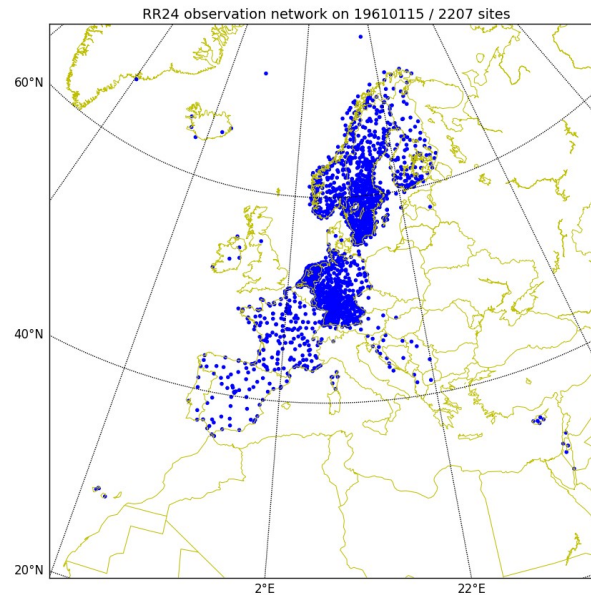 RR24 observation network on 19610115 / 2207 sites
60°N
40°N
20°N
2°E
22°E